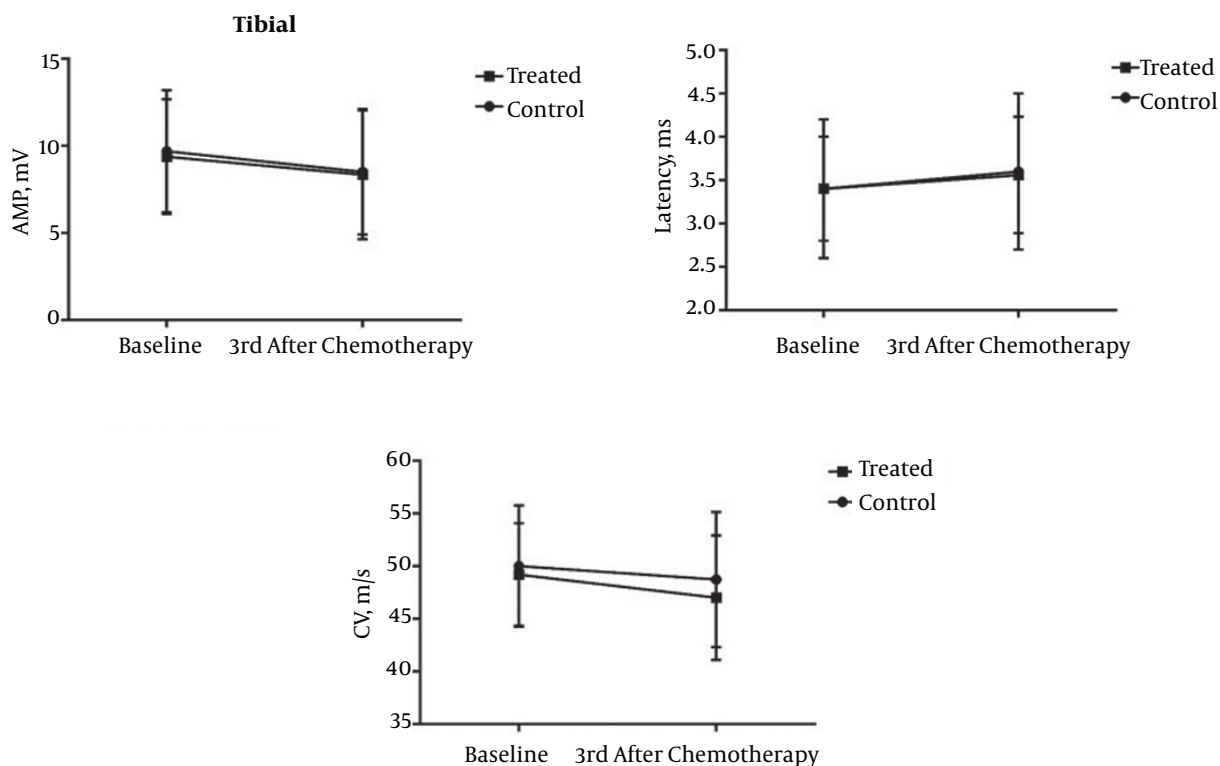 Tibial
15
10
5
0
AMP, mV
Treated
Control
Baseline
3rd After Chemotherapy
5.0
4.5
4.0
3.5
3.0
2.5
2.0
Latency, ms
Treated
Control
Baseline
3rd After Chemotherapy
60
55
50
45
40
35
CV, m/s
Treated
Control
Baseline
3rd After Chemotherapy